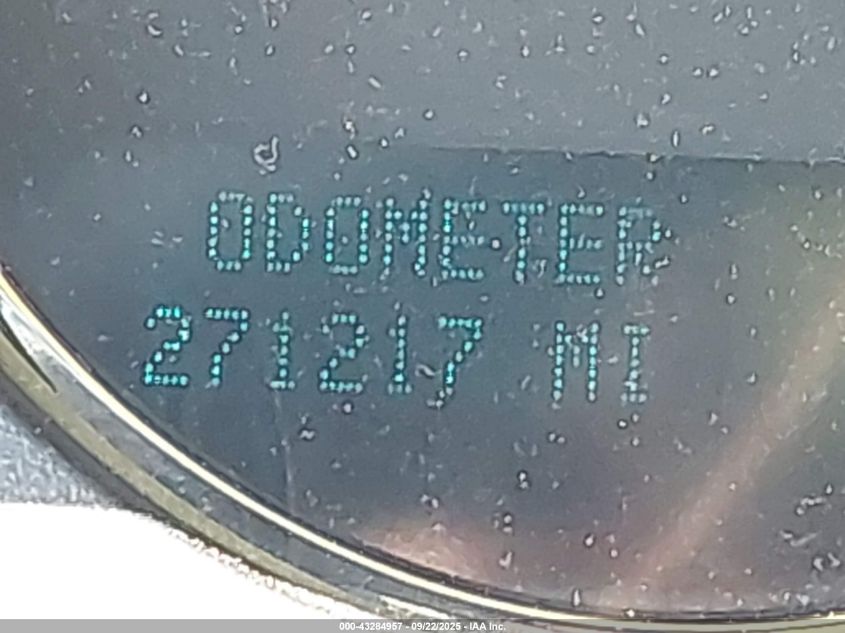 ODOMETER
271217 MI
000-43284957 - 09/22/2025 - IAA Inc.